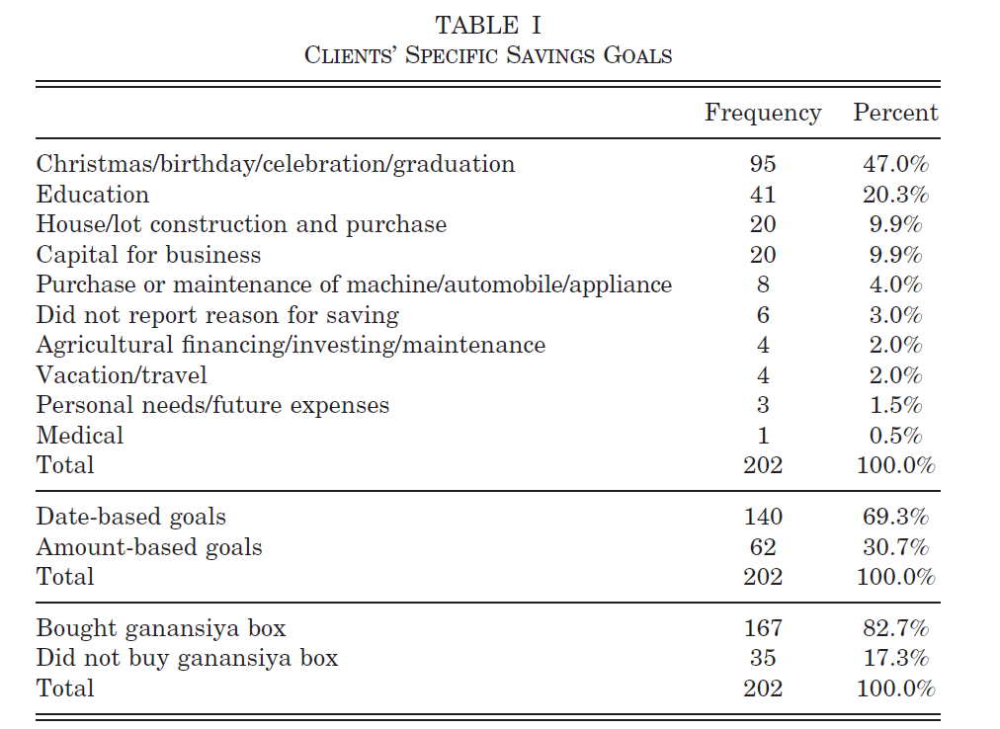 TABLE I
CLIENTS' SPECIFIC SAVINGS GOALS
Frequency Percent
Christmas/birthday/celebration/graduation 95 47.0%
Education 41 20.3%
House/lot construction and purchase 20 9.9%
Capital for business 20 9.9%
Purchase or maintenance of machine/automobile/appliance 8 4.0%
Did not report reason for saving 6 3.0%
Agricultural financing/investing/maintenance 4 2.0%
Vacation/travel 4 2.0%
Personal needs/future expenses 3 1.5%
Medical 1 0.5%
Total 202 100.0%
Date-based goals 140 69.3%
Amount-based goals 62 30.7%
Total 202 100.0%
Bought ganansiya box 167 82.7%
Did not buy ganansiya box 35 17.3%
Total 202 100.0%